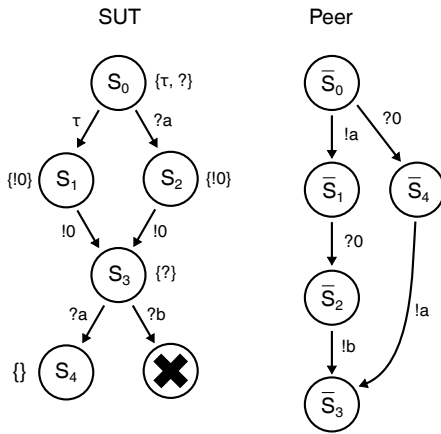 SUT
Peer
S0 {τ, ?}
τ ?a
{!0} S1 S2 {!0}
!0 !0
S3 {?}
?a ?b
{} S4
S̅0
!a ?0
S̅1 S̅4
?0
S̅2
!b !a
S̅3